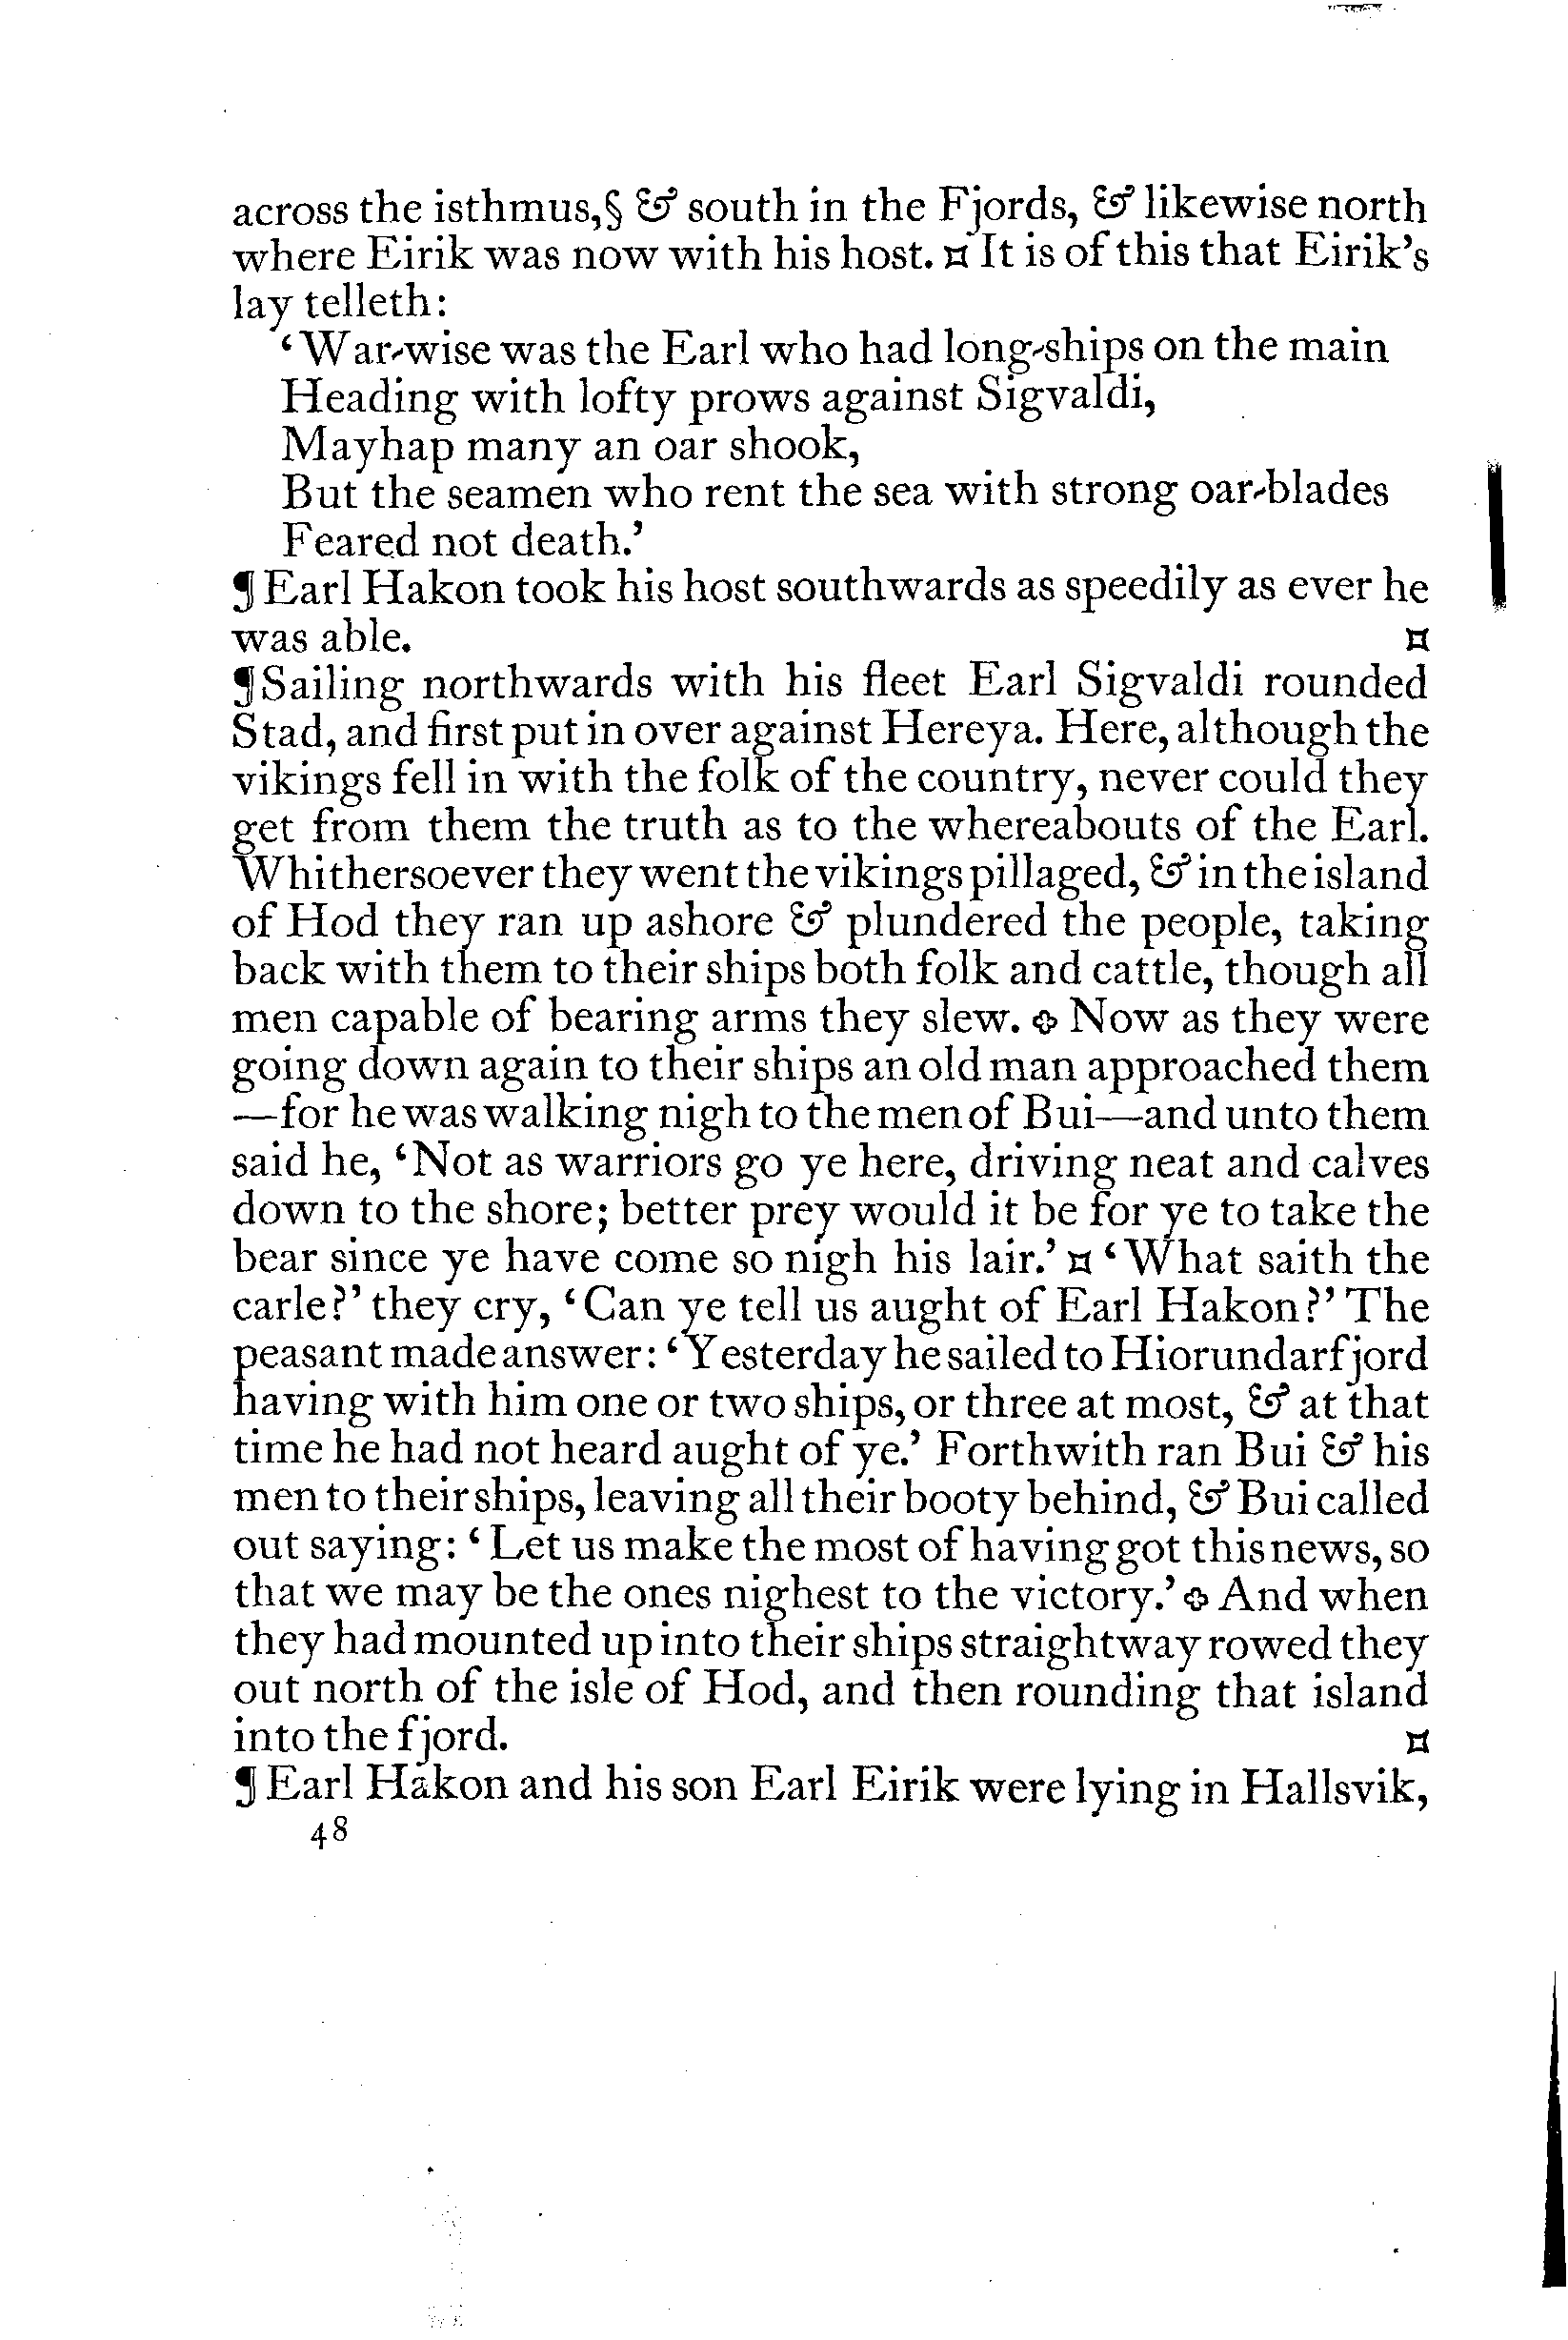 across the isthmus,§ & south in the Fjords, & likewise north
where Eirik was now with his host. ¤ It is of this that Eirik's
lay telleth:
‘War-wise was the Earl who had long-ships on the main
Heading with lofty prows against Sigvaldi,
Mayhap many an oar shook,
But the seamen who rent the sea with strong oar-blades
Feared not death.’
¶ Earl Hakon took his host southwards as speedily as ever he
was able. ¤
¶ Sailing northwards with his fleet Earl Sigvaldi rounded
Stad, and first put in over against Hereya. Here, although the
vikings fell in with the folk of the country, never could they
get from them the truth as to the whereabouts of the Earl.
Whithersoever they went the vikings pillaged, & in the island
of Hod they ran up ashore & plundered the people, taking
back with them to their ships both folk and cattle, though all
men capable of bearing arms they slew. ✥ Now as they were
going down again to their ships an old man approached them
—for he was walking nigh to the men of Bui—and unto them
said he, ‘Not as warriors go ye here, driving neat and calves
down to the shore; better prey would it be for ye to take the
bear since ye have come so nigh his lair.’ ¤ ‘What saith the
carle?’ they cry, ‘Can ye tell us aught of Earl Hakon?’ The
peasant made answer: ‘Yesterday he sailed to Hiorundarfjord
having with him one or two ships, or three at most, & at that
time he had not heard aught of ye.’ Forthwith ran Bui & his
men to their ships, leaving all their booty behind, & Bui called
out saying: ‘Let us make the most of having got this news, so
that we may be the ones nighest to the victory.’ ✥ And when
they had mounted up into their ships straightway rowed they
out north of the isle of Hod, and then rounding that island
into the fjord. ¤
¶ Earl Hakon and his son Earl Eirik were lying in Hallsvik,
48